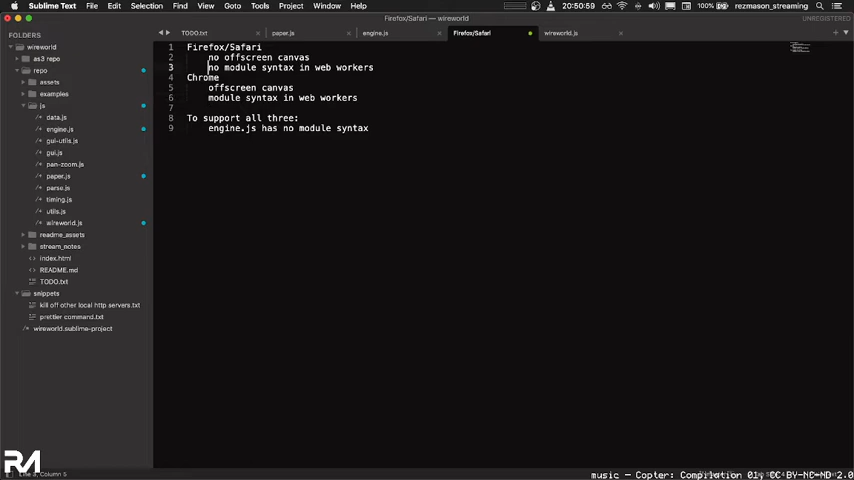 Sublime Text File Edit Selection Find View Goto Tools Project Window Help
100% 20:50:59 rezmason_streaming
Firefox/Safari — wireworld
UNREGISTERED
FOLDERS
wireworld
as3 repo
repo
assets
examples
js
data.js
engine.js
gui-utils.js
gui.js
pan-zoom.js
paper.js
parse.js
timing.js
utils.js
wireworld.js
readme_assets
stream_notes
index.html
README.md
TODO.txt
snippets
kill off other local http servers.txt
prettier command.txt
wireworld.sublime-project
TODO.txt paper.js engine.js Firefox/Safari wireworld.js
1 Firefox/Safari
2 no offscreen canvas
3 no module syntax in web workers
4 Chrome
5 offscreen canvas
6 module syntax in web workers
7
8 To support all three:
9 engine.js has no module syntax
RM
Line 3, Column 5
music — Copter: Compilation 01, CC BY-NC-ND 2.0